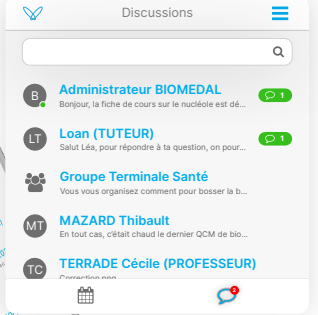 Discussions
B
Administrateur BIOMEDAL
1
Bonjour, la fiche de cours sur le nucléole est dé...
LT
Loan (TUTEUR)
1
Salut Léa, pour répondre à ta question, on pour...
Groupe Terminale Santé
Vous vous organisez comment pour bosser la b...
MT
MAZARD Thibault
En tout cas, c'était chaud le dernier QCM de bio...
TC
TERRADE Cécile (PROFESSEUR)
Correction.png
2